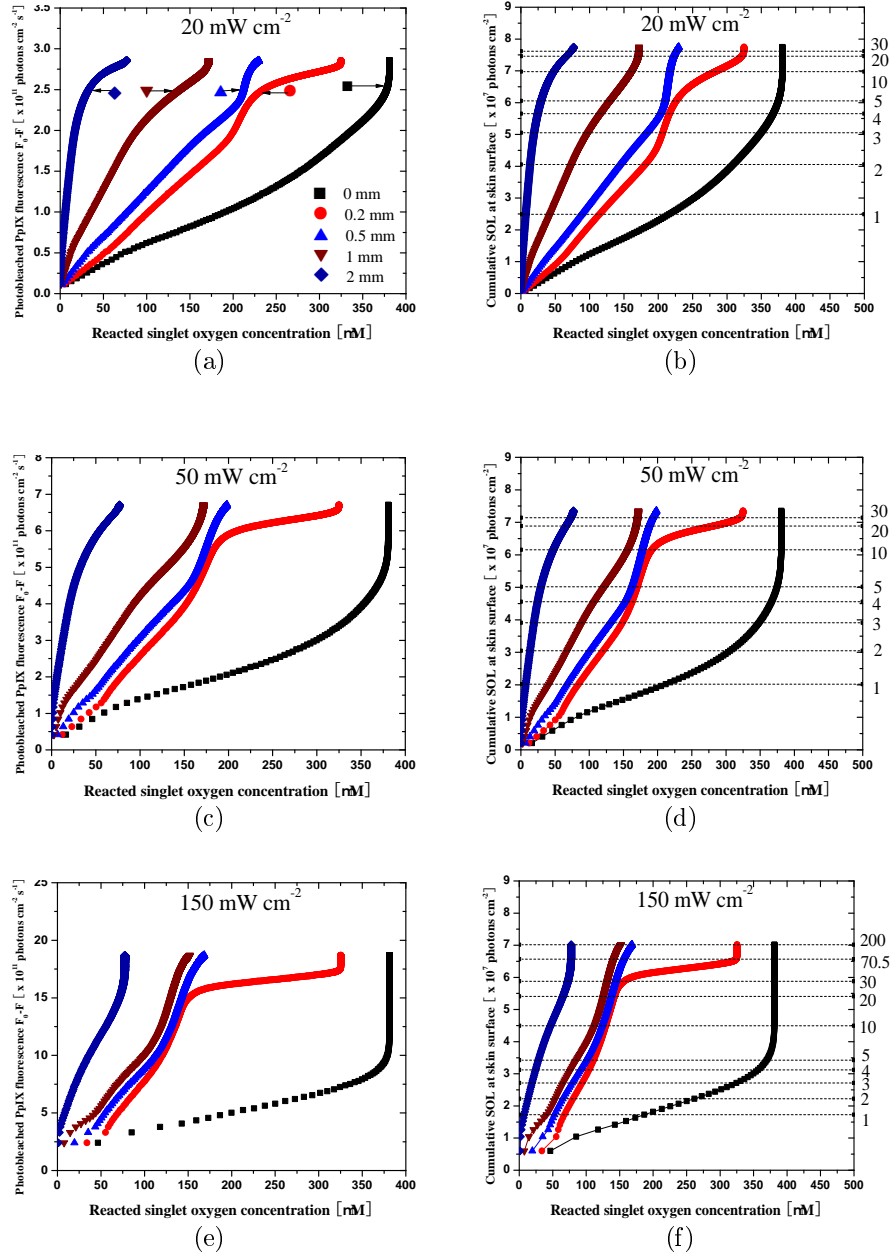 20 mW cm-2
Photobleached PpIX fluorescence F0-F [ x 10^11 photons cm-2 s-1]
3.5
3.0
2.5
2.0
1.5
1.0
0.5
0.0
0 mm
0.2 mm
0.5 mm
1 mm
2 mm
0 50 100 150 200 250 300 350 400
Reacted singlet oxygen concentration [mM]
(a)
20 mW cm-2
Cumulative SOL at skin surface [ x 10^7 photons cm-2]
9
8
7
6
5
4
3
2
1
0
30
20
10
5
4
3
2
1
0 50 100 150 200 250 300 350 400 450 500
Reacted singlet oxygen concentration [mM]
(b)
50 mW cm-2
Photobleached PpIX fluorescence F0-F [ x 10^11 photons cm-2 s-1]
8
7
6
5
4
3
2
1
0
0 50 100 150 200 250 300 350 400
Reacted singlet oxygen concentration [mM]
(c)
50 mW cm-2
Cumulative SOL at skin surface [ x 10^7 photons cm-2]
9
8
7
6
5
4
3
2
1
0
30
20
10
5
4
3
2
1
0 50 100 150 200 250 300 350 400 450 500
Reacted singlet oxygen concentration [mM]
(d)
150 mW cm-2
Photobleached PpIX fluorescence F0-F [ x 10^11 photons cm-2 s-1]
25
20
15
10
5
0
0 50 100 150 200 250 300 350 400
Reacted singlet oxygen concentration [mM]
(e)
150 mW cm-2
Cumulative SOL at skin surface [ x 10^7 photons cm-2]
9
8
7
6
5
4
3
2
1
0
200
70.5
30
20
10
5
4
3
2
1
0 50 100 150 200 250 300 350 400 450 500
Reacted singlet oxygen concentration [mM]
(f)